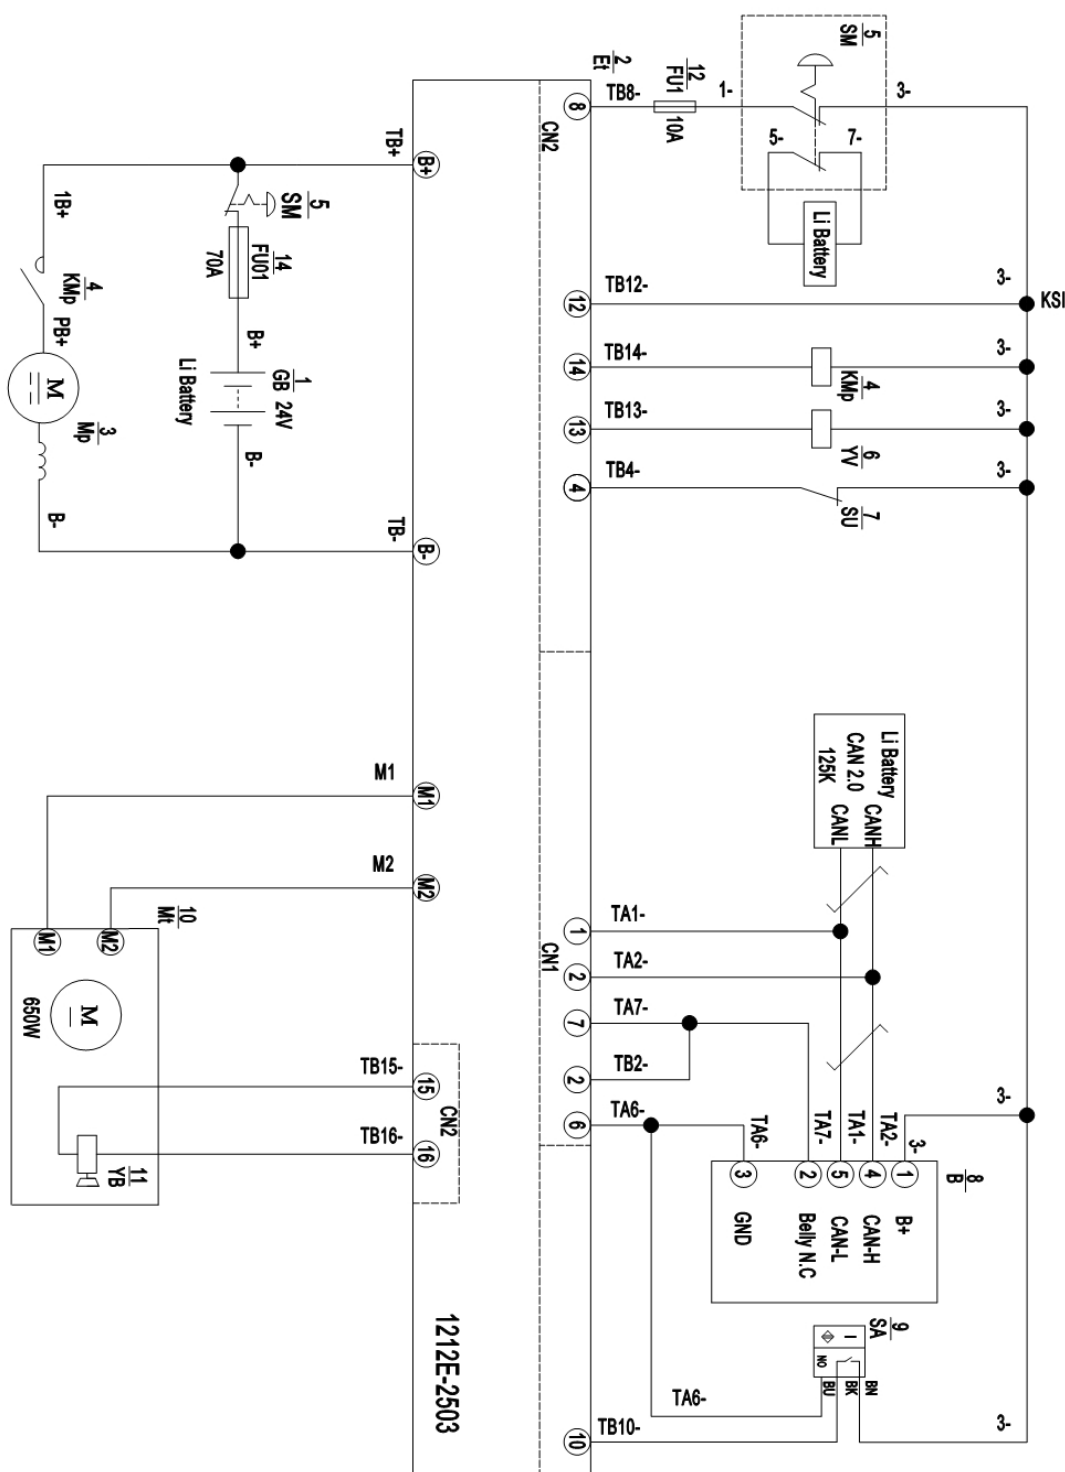 5
SM
2
Et
12
FU1
10A
TB8-
1-
3-
8
CN2
5-
7-
Li Battery
TB+
B+
1B+
5
SM
14
FU01
70A
4
KMp
PB+
B+
M
3
Mp
1
GB 24V
Li Battery
B-
B-
TB-
B-
TB12-
12
3-
KSI
TB14-
14
4
KMp
3-
TB13-
13
6
YV
3-
TB4-
4
7
SU
3-
Li Battery
CAN 2.0
125K
CANH
CANL
M1
M1
M2
M2
10
Mt
M1
M2
M
650W
CN1
TA1-
1
TA2-
2
TA7-
7
TB2-
2
TA6-
6
TB15-
15
CN2
TB16-
16
11
YB
TA6-
TA7-
TA1-
TA2-
3-
3-
3
2
5
4
1
8
B
GND
Belly N.C
CAN-L
CAN-H
B+
9
SA
I
NO
BU
BK
BN
TA6-
3-
TB10-
10
1212E-2503